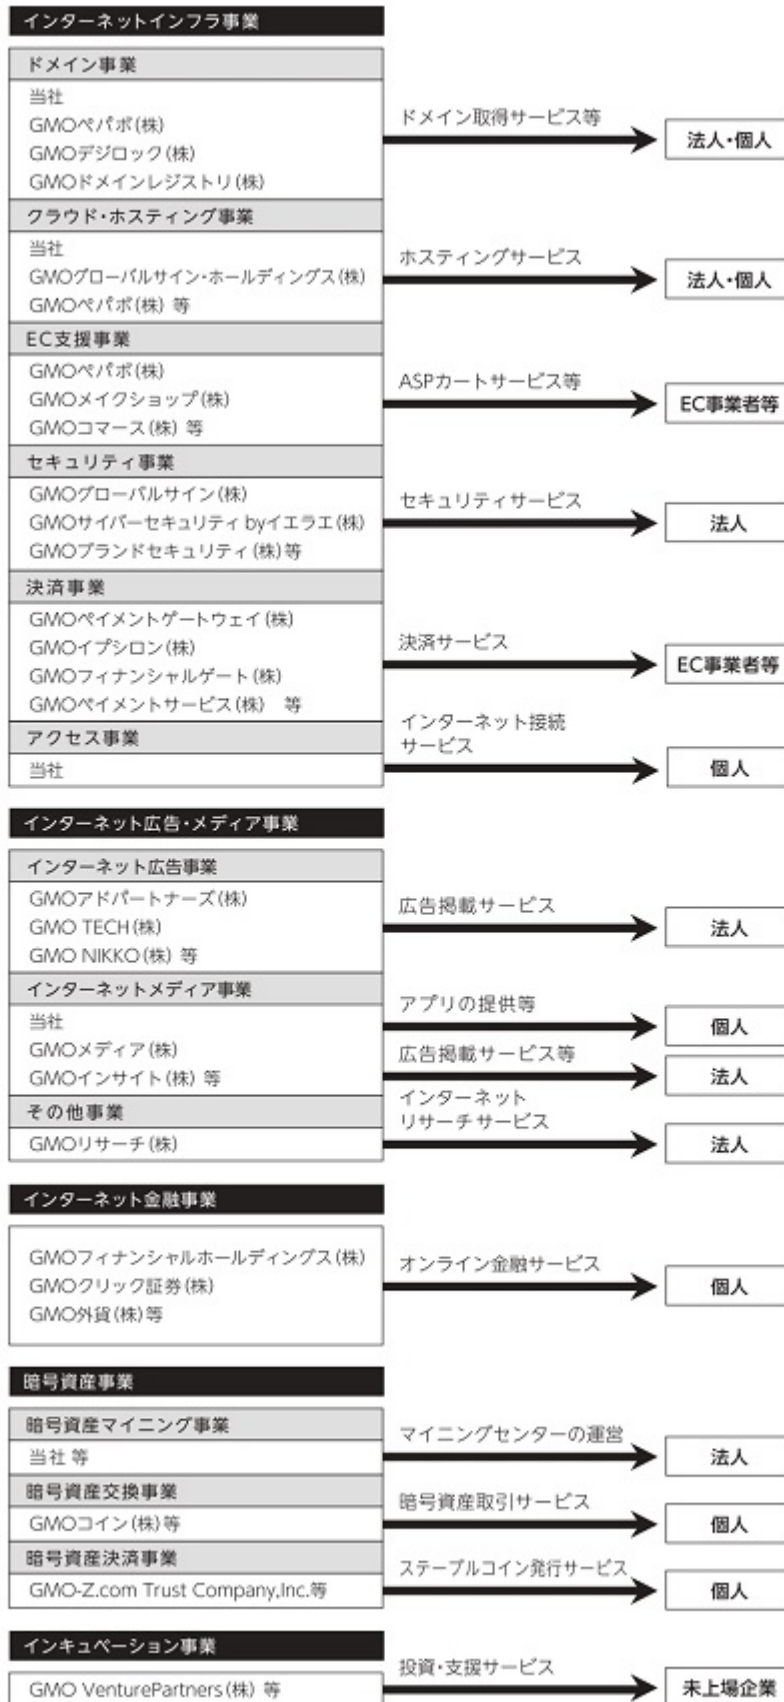 インターネットインフラ事業
ドメイン事業
当社
GMOペパボ(株)
GMOデジロック(株)
GMOドメインレジストリ(株)
ドメイン取得サービス等
法人・個人
クラウド・ホスティング事業
当社
GMOグローバルサイン・ホールディングス(株)
GMOペパボ(株) 等
ホスティングサービス
法人・個人
EC支援事業
GMOペパボ(株)
GMOメイクショップ(株)
GMOコマース(株) 等
ASPカートサービス等
EC事業者等
セキュリティ事業
GMOグローバルサイン(株)
GMOサイバーセキュリティ byイエラエ(株)
GMOブランドセキュリティ(株)等
セキュリティサービス
法人
決済事業
GMOペイメントゲートウェイ(株)
GMOイプシロン(株)
GMOフィナンシャルゲート(株)
GMOペイメントサービス(株) 等
決済サービス
EC事業者等
アクセス事業
当社
インターネット接続
サービス
個人
インターネット広告・メディア事業
インターネット広告事業
GMOアドパートナーズ(株)
GMO TECH(株)
GMO NIKKO(株) 等
広告掲載サービス
法人
インターネットメディア事業
当社
GMOメディア(株)
GMOインサイト(株) 等
アプリの提供等
個人
広告掲載サービス等
法人
その他事業
GMOリサーチ(株)
インターネット
リサーチサービス
法人
インターネット金融事業
GMOフィナンシャルホールディングス(株)
GMOクリック証券(株)
GMO外貨(株)等
オンライン金融サービス
個人
暗号資産事業
暗号資産マイニング事業
当社 等
マイニングセンターの運営
法人
暗号資産交換事業
GMOコイン(株)等
暗号資産取引サービス
個人
暗号資産決済事業
GMO-Z.com Trust Company,Inc.等
ステーブルコイン発行サービス
個人
インキュベーション事業
GMO VenturePartners(株) 等
投資・支援サービス
未上場企業